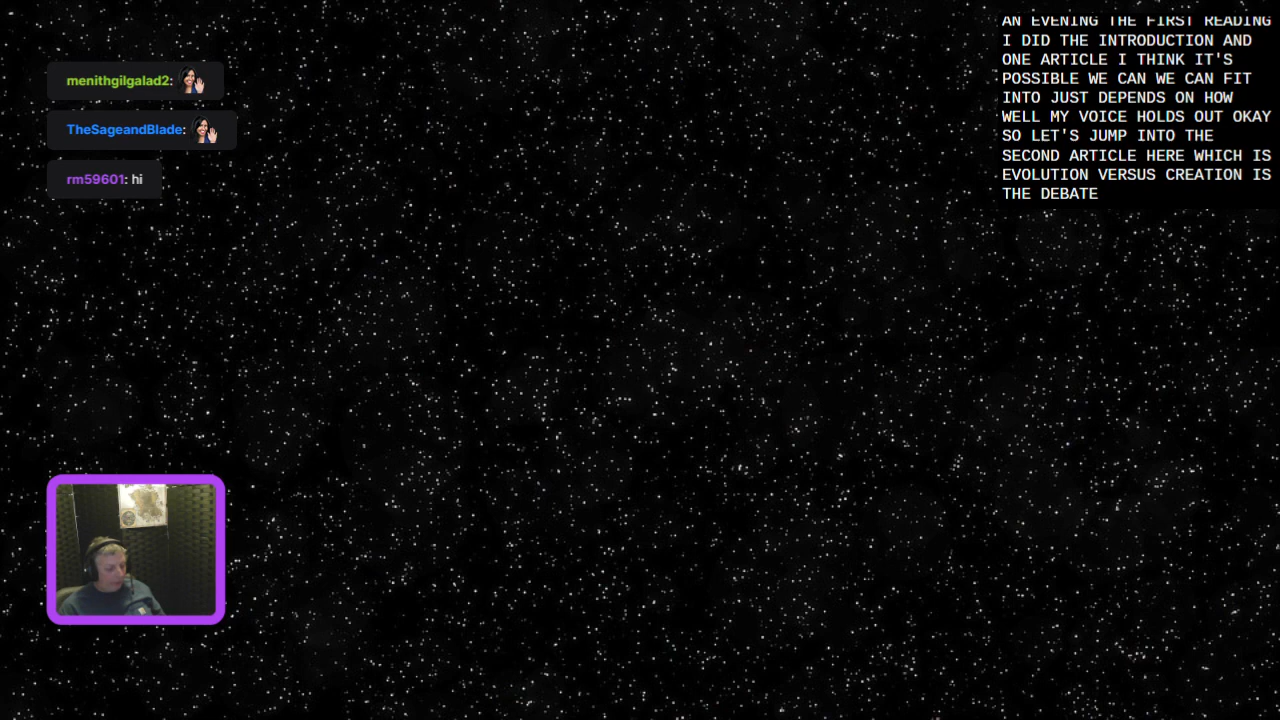 menithgilgalad2:
TheSageandBlade:
rm59601: hi
AN EVENING THE FIRST READING
I DID THE INTRODUCTION AND
ONE ARTICLE I THINK IT'S
POSSIBLE WE CAN WE CAN FIT
INTO JUST DEPENDS ON HOW
WELL MY VOICE HOLDS OUT OKAY
SO LET'S JUMP INTO THE
SECOND ARTICLE HERE WHICH IS
EVOLUTION VERSUS CREATION IS
THE DEBATE